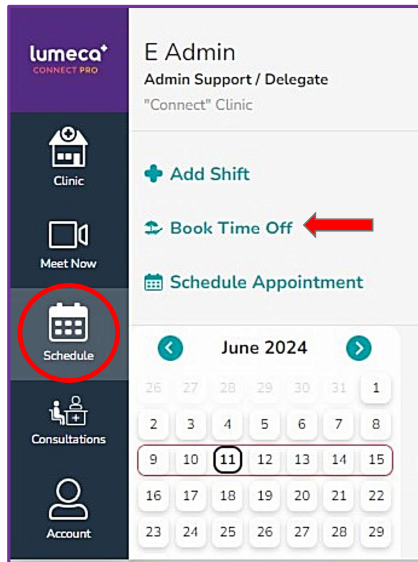 lumeca+
CONNECT PRO
Clinic
Meet Now
Schedule
Consultations
Account
E Admin
Admin Support / Delegate
"Connect" Clinic
Add Shift
Book Time Off
Schedule Appointment
June 2024
26 27 28 29 30 31 1
2 3 4 5 6 7 8
9 10 11 12 13 14 15
16 17 18 19 20 21 22
23 24 25 26 27 28 29